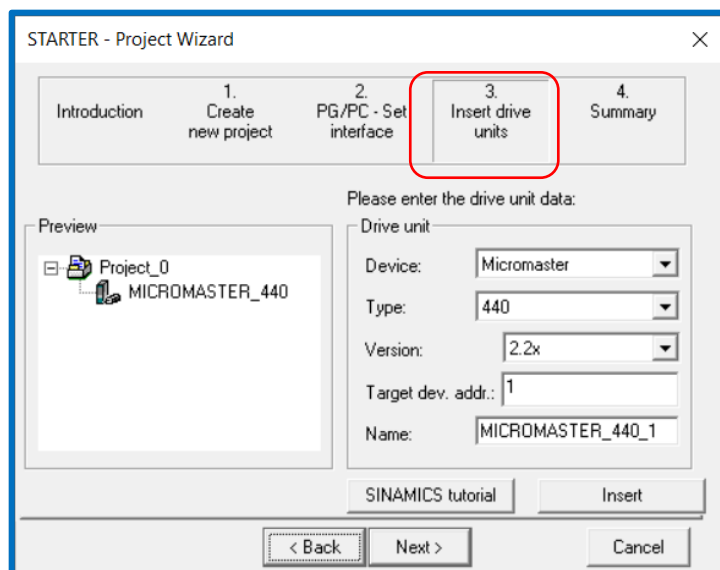 STARTER - Project Wizard
Introduction
1.
Create
new project
2.
PG/PC - Set
interface
3.
Insert drive
units
4.
Summary
Please enter the drive unit data:
Preview
Project_0
MICROMASTER_440
Drive unit
Device: Micromaster
Type: 440
Version: 2.2x
Target dev. addr.: 1
Name: MICROMASTER_440_1
SINAMICS tutorial Insert
< Back Next > Cancel